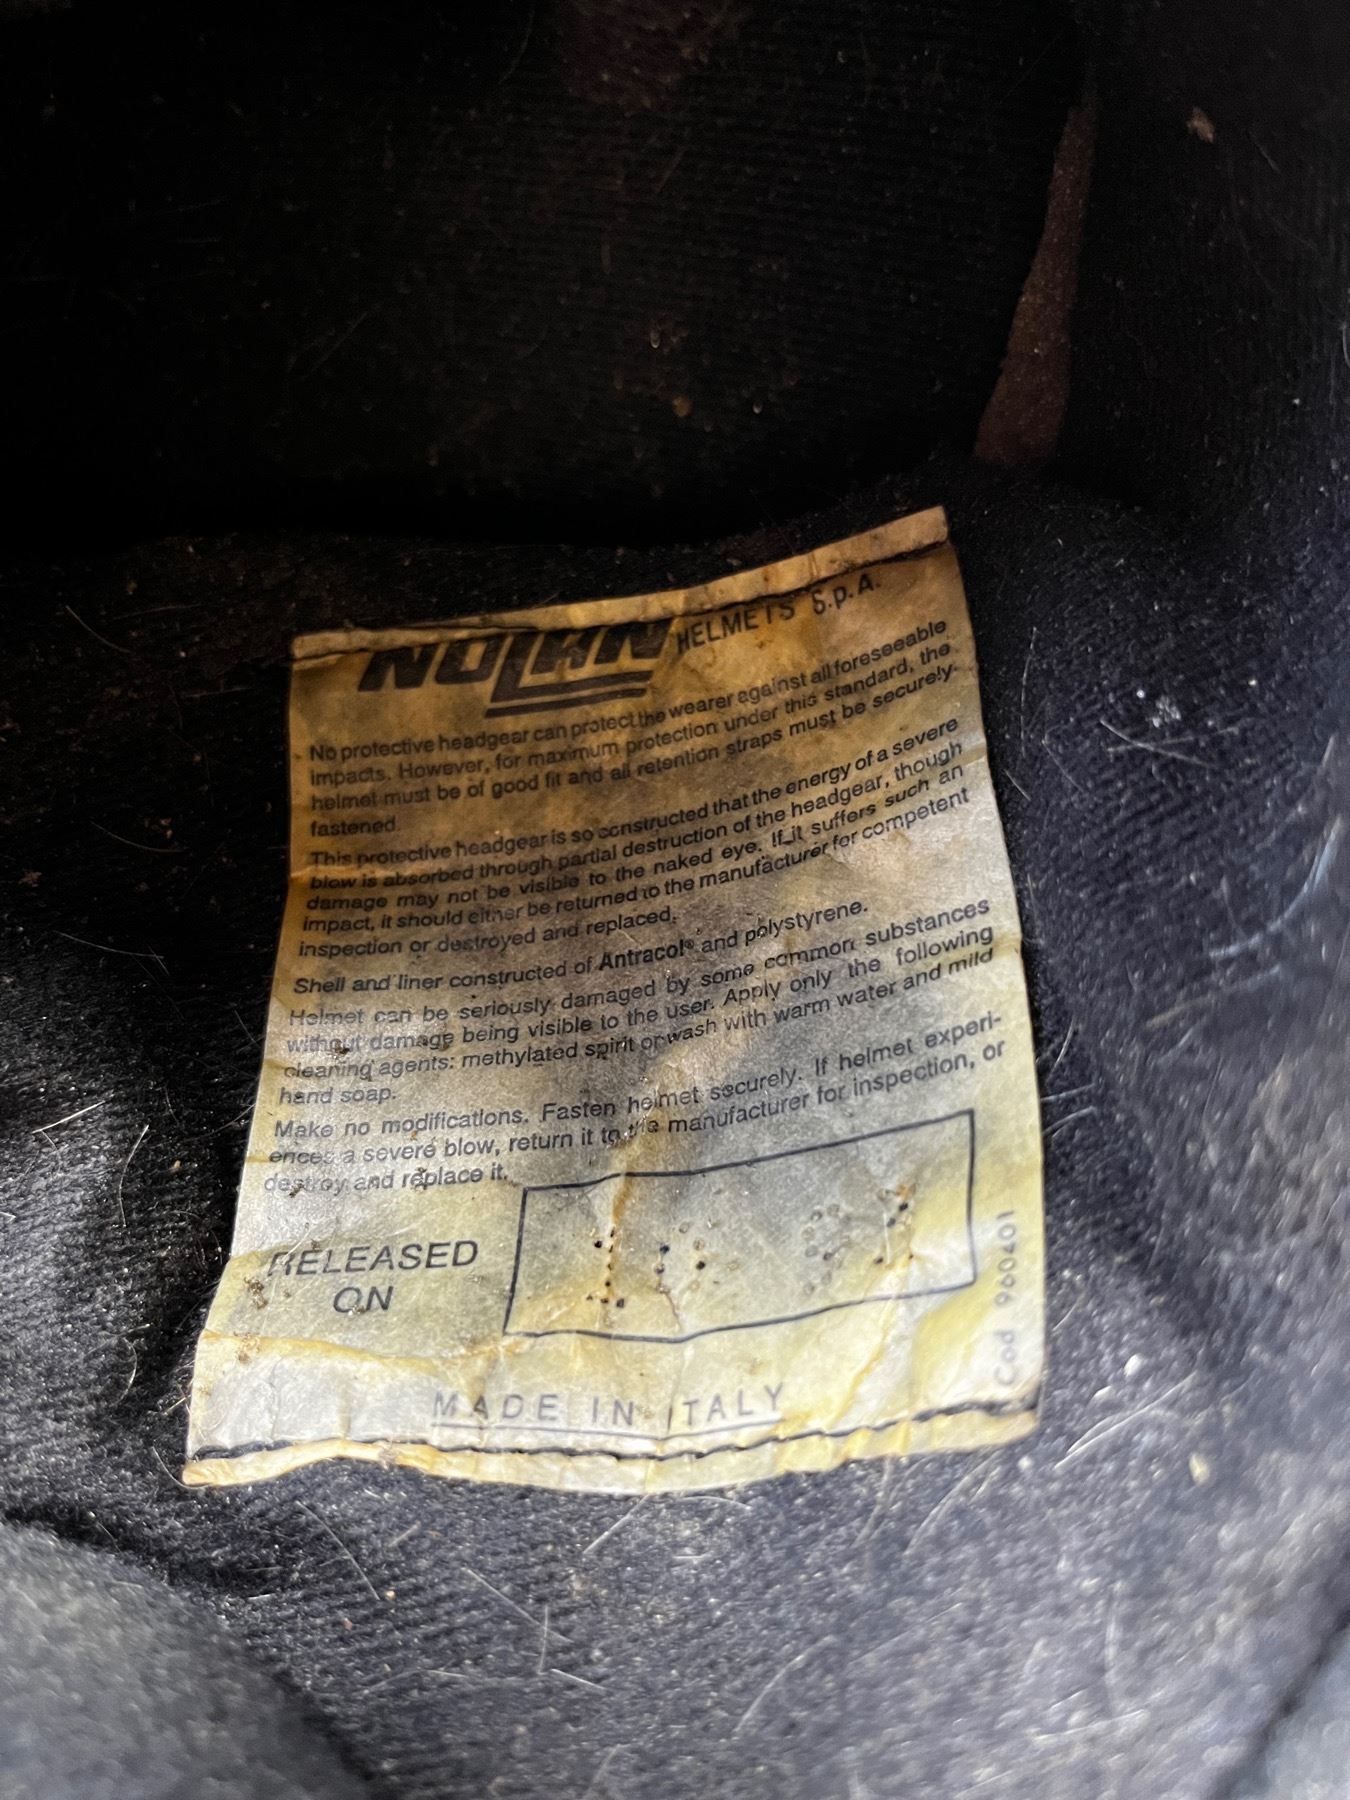 NOLAN HELMETS S.p.A.
No protective headgear can protect the wearer against all foreseeable
impacts. However, for maximum protection under this standard, the
helmet must be of good fit and all retention straps must be securely
fastened.
This protective headgear is so constructed that the energy of a severe
blow is absorbed through partial destruction of the headgear, though
damage may not be visible to the naked eye. If it suffers such an
impact, it should either be returned to the manufacturer for competent
inspection or destroyed and replaced.
Shell and liner constructed of Antracol® and polystyrene.
Helmet can be seriously damaged by some common substances
without damage being visible to the user. Apply only the following
cleaning agents: methylated spirit or wash with warm water and mild
hand soap.
Make no modifications. Fasten helmet securely. If helmet experi-
ences a severe blow, return it to the manufacturer for inspection, or
destroy and replace it.
RELEASED
ON
MADE IN ITALY
Cod 960401